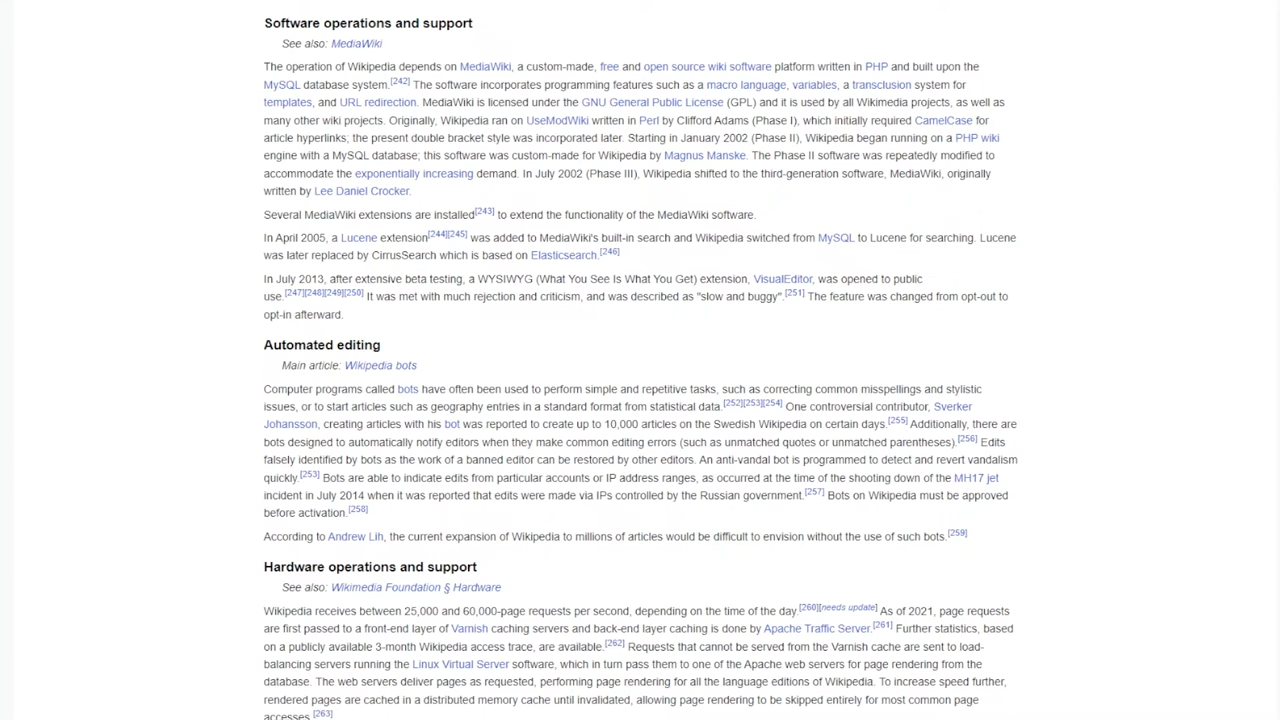 Software operations and support
See also: MediaWiki
The operation of Wikipedia depends on MediaWiki, a custom-made, free and open source wiki software platform written in PHP and built upon the
MySQL database system.[242] The software incorporates programming features such as a macro language, variables, a transclusion system for
templates, and URL redirection. MediaWiki is licensed under the GNU General Public License (GPL) and it is used by all Wikimedia projects, as well as
many other wiki projects. Originally, Wikipedia ran on UseModWiki written in Perl by Clifford Adams (Phase I), which initially required CamelCase for
article hyperlinks; the present double bracket style was incorporated later. Starting in January 2002 (Phase II), Wikipedia began running on a PHP wiki
engine with a MySQL database; this software was custom-made for Wikipedia by Magnus Manske. The Phase II software was repeatedly modified to
accommodate the exponentially increasing demand. In July 2002 (Phase III), Wikipedia shifted to the third-generation software, MediaWiki, originally
written by Lee Daniel Crocker.
Several MediaWiki extensions are installed[243] to extend the functionality of the MediaWiki software.
In April 2005, a Lucene extension[244][245] was added to MediaWiki's built-in search and Wikipedia switched from MySQL to Lucene for searching. Lucene
was later replaced by CirrusSearch which is based on Elasticsearch.[246]
In July 2013, after extensive beta testing, a WYSIWYG (What You See Is What You Get) extension, VisualEditor, was opened to public
use.[247][248][249][250] It was met with much rejection and criticism, and was described as "slow and buggy".[251] The feature was changed from opt-out to
opt-in afterward.
Automated editing
Main article: Wikipedia bots
Computer programs called bots have often been used to perform simple and repetitive tasks, such as correcting common misspellings and stylistic
issues, or to start articles such as geography entries in a standard format from statistical data.[252][253][254] One controversial contributor, Sverker
Johansson, creating articles with his bot was reported to create up to 10,000 articles on the Swedish Wikipedia on certain days.[255] Additionally, there are
bots designed to automatically notify editors when they make common editing errors (such as unmatched quotes or unmatched parentheses).[256] Edits
falsely identified by bots as the work of a banned editor can be restored by other editors. An anti-vandal bot is programmed to detect and revert vandalism
quickly.[253] Bots are able to indicate edits from particular accounts or IP address ranges, as occurred at the time of the shooting down of the MH17 jet
incident in July 2014 when it was reported that edits were made via IPs controlled by the Russian government.[257] Bots on Wikipedia must be approved
before activation.[258]
According to Andrew Lih, the current expansion of Wikipedia to millions of articles would be difficult to envision without the use of such bots.[259]
Hardware operations and support
See also: Wikimedia Foundation § Hardware
Wikipedia receives between 25,000 and 60,000-page requests per second, depending on the time of the day.[260][needs update] As of 2021, page requests
are first passed to a front-end layer of Varnish caching servers and back-end layer caching is done by Apache Traffic Server.[261] Further statistics, based
on a publicly available 3-month Wikipedia access trace, are available.[262] Requests that cannot be served from the Varnish cache are sent to load-
balancing servers running the Linux Virtual Server software, which in turn pass them to one of the Apache web servers for page rendering from the
database. The web servers deliver pages as requested, performing page rendering for all the language editions of Wikipedia. To increase speed further,
rendered pages are cached in a distributed memory cache until invalidated, allowing page rendering to be skipped entirely for most common page
accesses.[263]